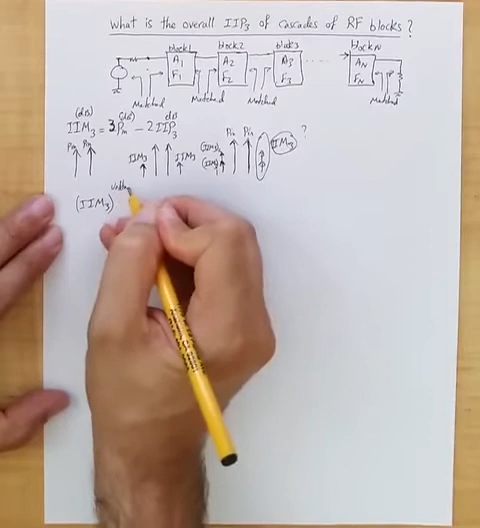 What is the overall IIP3 of cascades of RF blocks?
block1 block2 block3 blockN
A1 A2 A3 AN
F1 F2 F3 FN
Matched Matched Matched Matched
IIM3(dB) = 3Pin(dB) - 2IIP3(dB)
Pin Pin IIM3 IIM3 (IIM3) (IIM3) Pin Pin IIM3 ?
(IIM3)